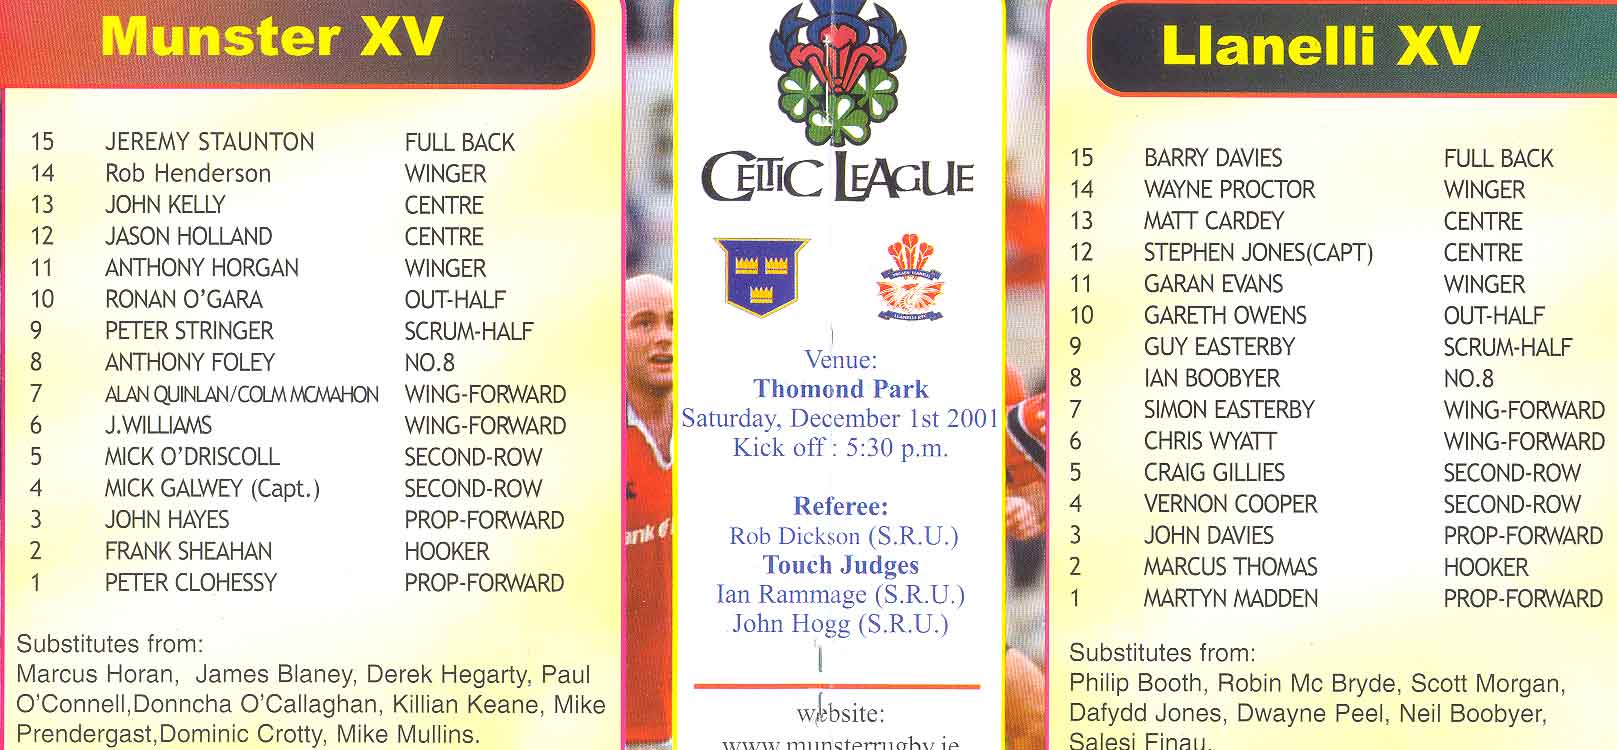 Munster XV
15 JEREMY STAUNTON FULL BACK
14 Rob Henderson WINGER
13 JOHN KELLY CENTRE
12 JASON HOLLAND CENTRE
11 ANTHONY HORGAN WINGER
10 RONAN O'GARA OUT-HALF
9 PETER STRINGER SCRUM-HALF
8 ANTHONY FOLEY NO.8
7 ALAN QUINLAN/COLM MCMAHON WING-FORWARD
6 J.WILLIAMS WING-FORWARD
5 MICK O'DRISCOLL SECOND-ROW
4 MICK GALWEY (Capt.) SECOND-ROW
3 JOHN HAYES PROP-FORWARD
2 FRANK SHEAHAN HOOKER
1 PETER CLOHESSY PROP-FORWARD
Substitutes from:
Marcus Horan, James Blaney, Derek Hegarty, Paul
O'Connell,Donncha O'Callaghan, Killian Keane, Mike
Prendergast,Dominic Crotty, Mike Mullins.
CELTIC LEAGUE
LLANELLI RFC
Venue:
Thomond Park
Saturday, December 1st 2001
Kick off : 5:30 p.m.
Referee:
Rob Dickson (S.R.U.)
Touch Judges
Ian Rammage (S.R.U.)
John Hogg (S.R.U.)
website:
www.munsterrugby.ie
Llanelli XV
15 BARRY DAVIES FULL BACK
14 WAYNE PROCTOR WINGER
13 MATT CARDEY CENTRE
12 STEPHEN JONES(CAPT) CENTRE
11 GARAN EVANS WINGER
10 GARETH OWENS OUT-HALF
9 GUY EASTERBY SCRUM-HALF
8 IAN BOOBYER NO.8
7 SIMON EASTERBY WING-FORWARD
6 CHRIS WYATT WING-FORWARD
5 CRAIG GILLIES SECOND-ROW
4 VERNON COOPER SECOND-ROW
3 JOHN DAVIES PROP-FORWARD
2 MARCUS THOMAS HOOKER
1 MARTYN MADDEN PROP-FORWARD
Substitutes from:
Philip Booth, Robin Mc Bryde, Scott Morgan,
Dafydd Jones, Dwayne Peel, Neil Boobyer,
Salesi Finau.